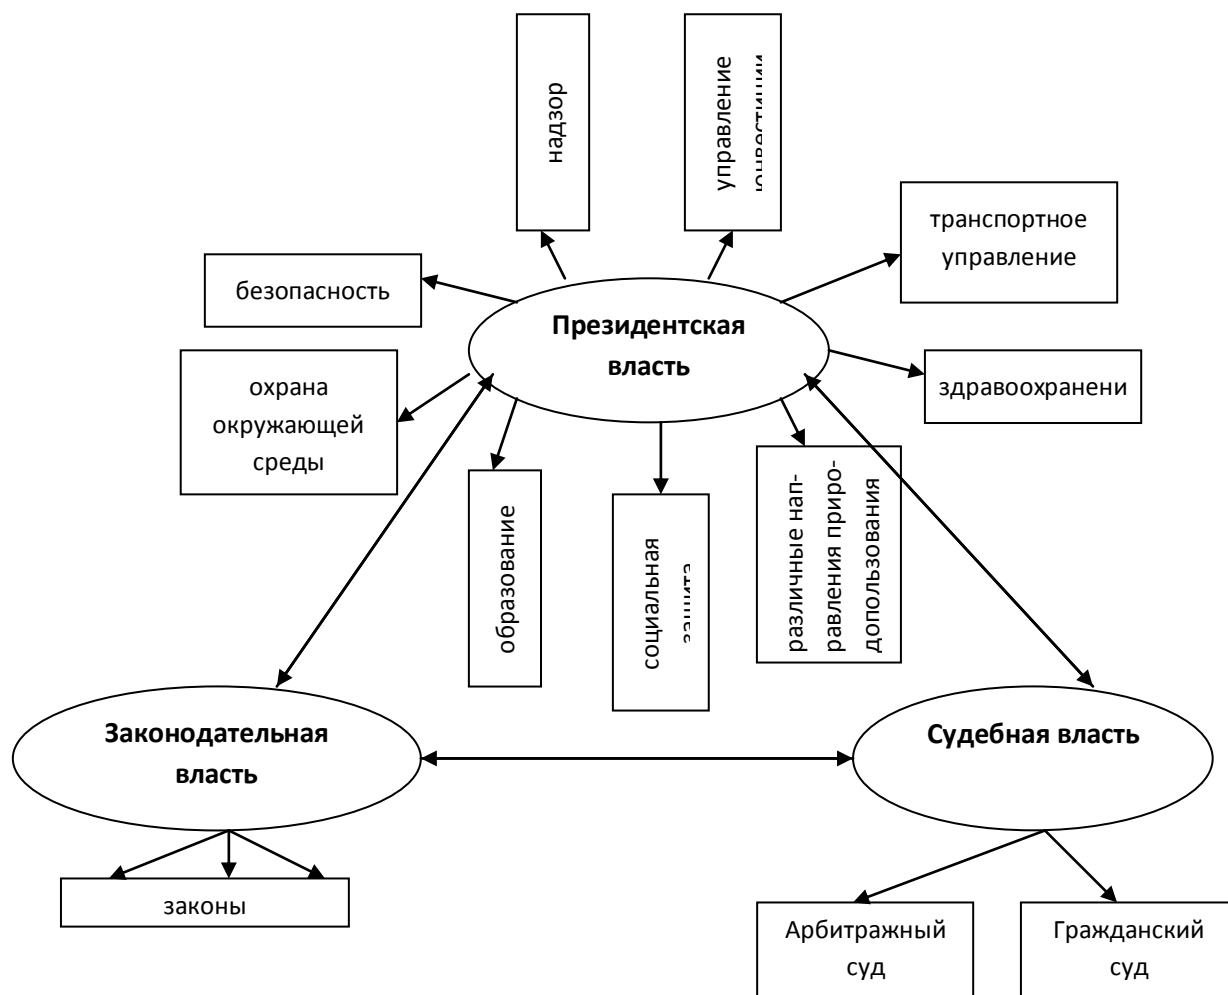 надзор
управление
транспортное
управление
безопасность
Президентская
власть
здравоохранени
охрана
окружающей
среды
образование
социальная
защита
различные нап-
равления приро-
допользования
Законодательная
власть
Судебная власть
законы
Арбитражный
суд
Гражданский
суд